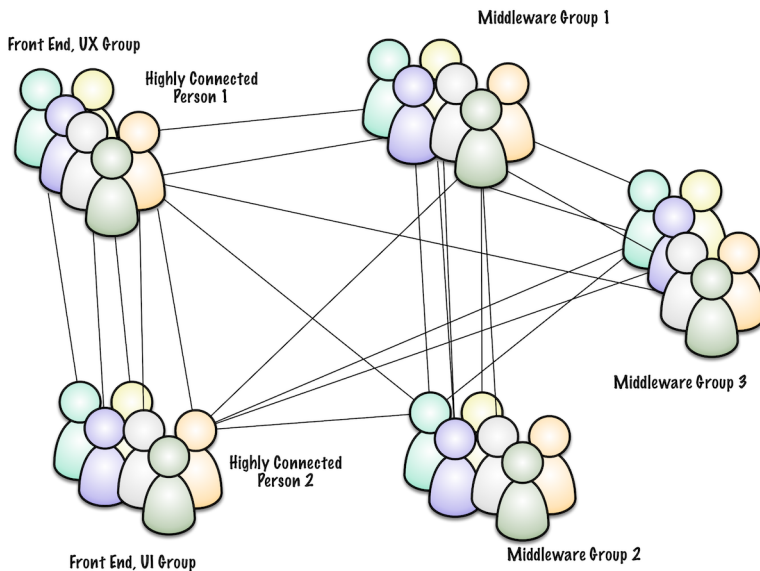 Middleware Group 1
Front End, UX Group
Highly Connected
Person 1
Middleware Group 3
Highly Connected
Person 2
Middleware Group 2
Front End, UI Group